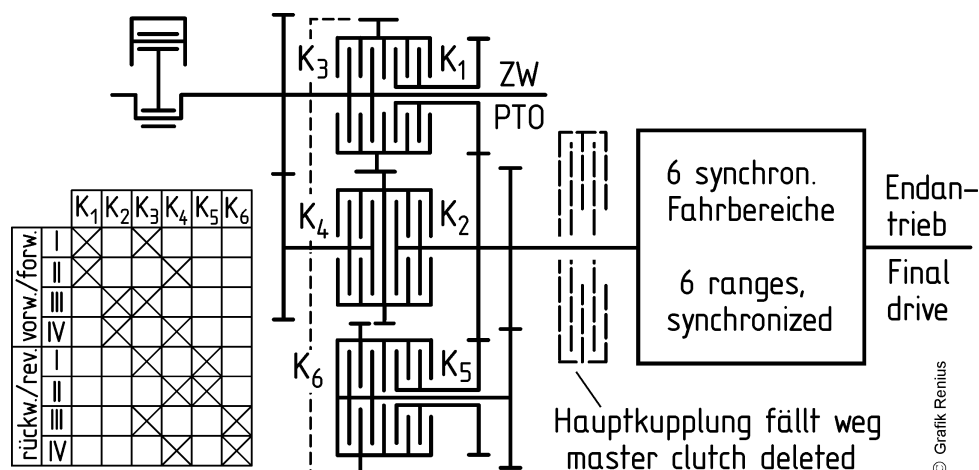 K3 K1 ZW
PTO
K4 K2
K6 K5
6 synchron.
Fahrbereiche
6 ranges,
synchronized
Endan-
trieb
Final
drive
Hauptkupplung fällt weg
master clutch deleted
K1 K2 K3 K4 K5 K6
vorw./forw.
I
II
III
IV
rückw./rev.
I
II
III
IV
© Grafik Renius